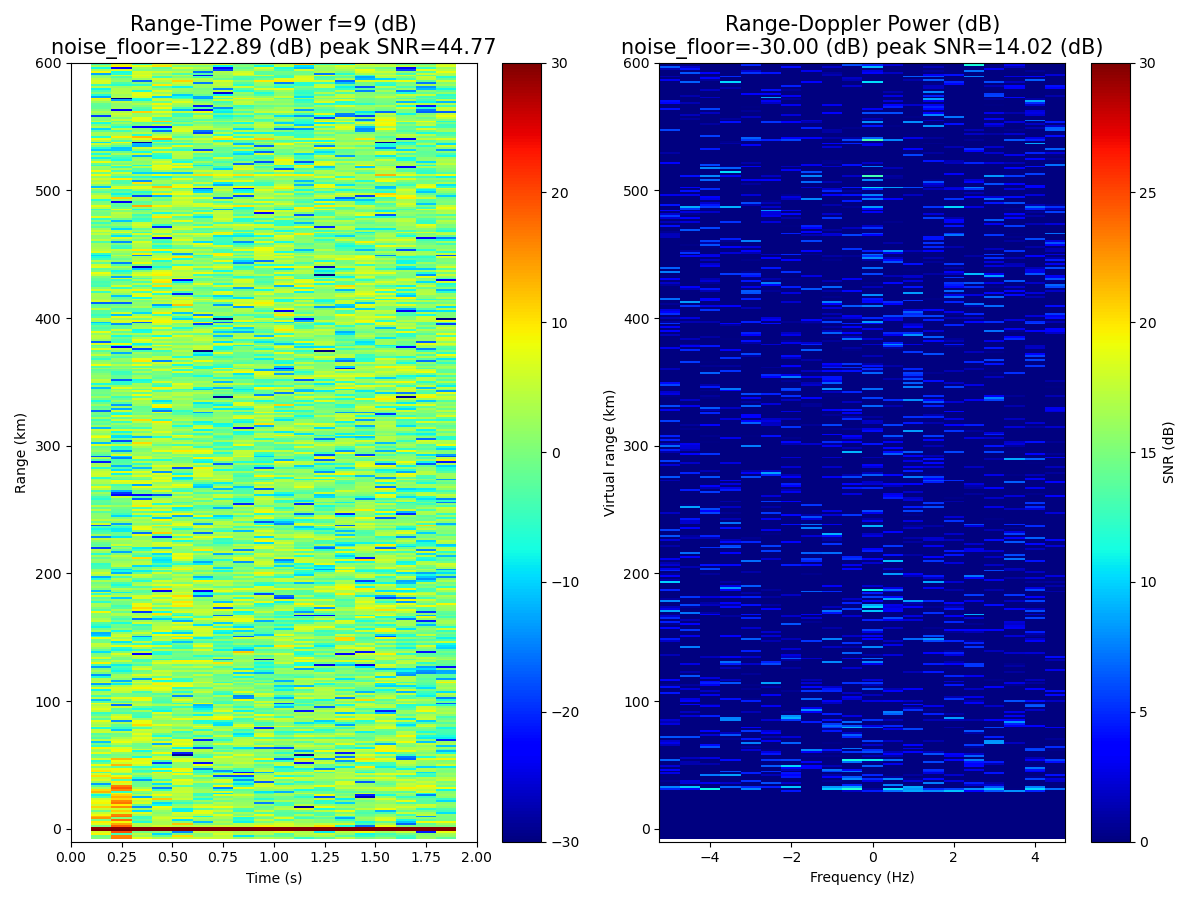 Range-Time Power f=9 (dB)
noise_floor=-122.89 (dB) peak SNR=44.77
600
500
400
300
200
100
0
Range (km)
0.00 0.25 0.50 0.75 1.00 1.25 1.50 1.75 2.00
Time (s)
30
20
10
0
−10
−20
−30
Range-Doppler Power (dB)
noise_floor=-30.00 (dB) peak SNR=14.02 (dB)
600
500
400
300
200
100
0
Virtual range (km)
−4 −2 0 2 4
Frequency (Hz)
30
25
20
15
10
5
0
SNR (dB)